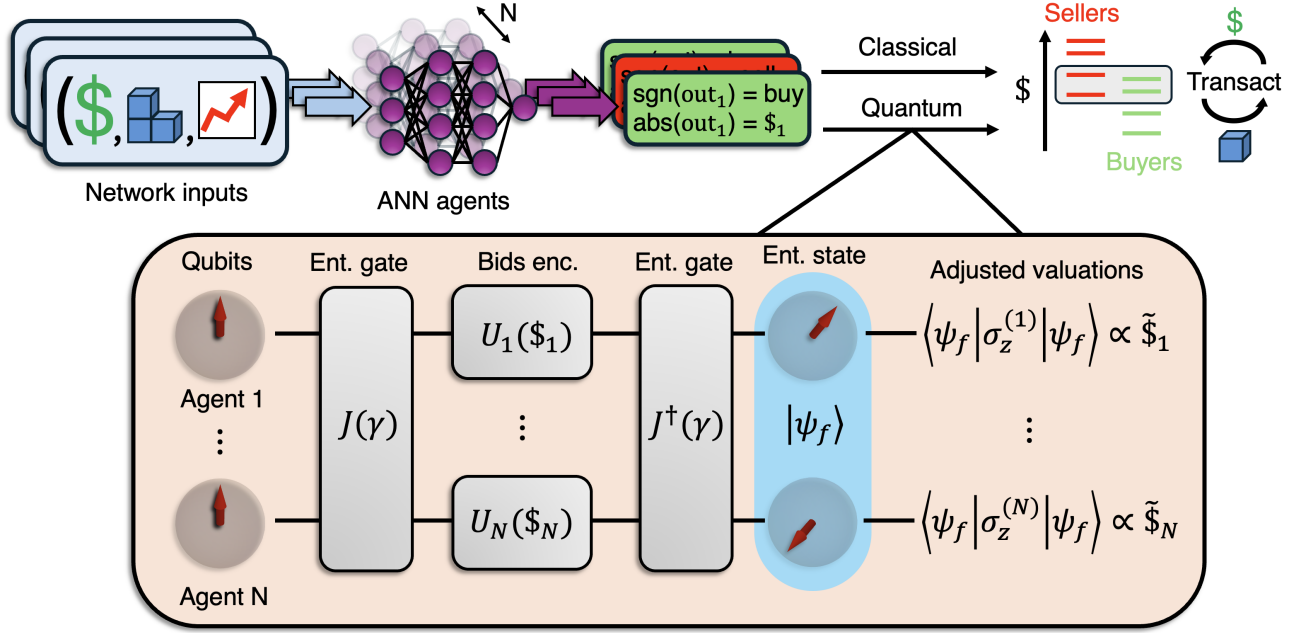 N
($, , )
Network inputs
ANN agents
sgn(out₁) = buy
abs(out₁) = $₁
Classical
Quantum
Sellers
$
Buyers
$
Transact
Qubits
Ent. gate
Bids enc.
Ent. gate
Ent. state
Adjusted valuations
Agent 1
⋮
Agent N
J(γ)
U₁($₁)
⋮
U_N($_N)
J†(γ)
|ψ_f⟩
⟨ψ_f|σ_z^(1)|ψ_f⟩ ∝ $̃₁
⋮
⟨ψ_f|σ_z^(N)|ψ_f⟩ ∝ $̃_N